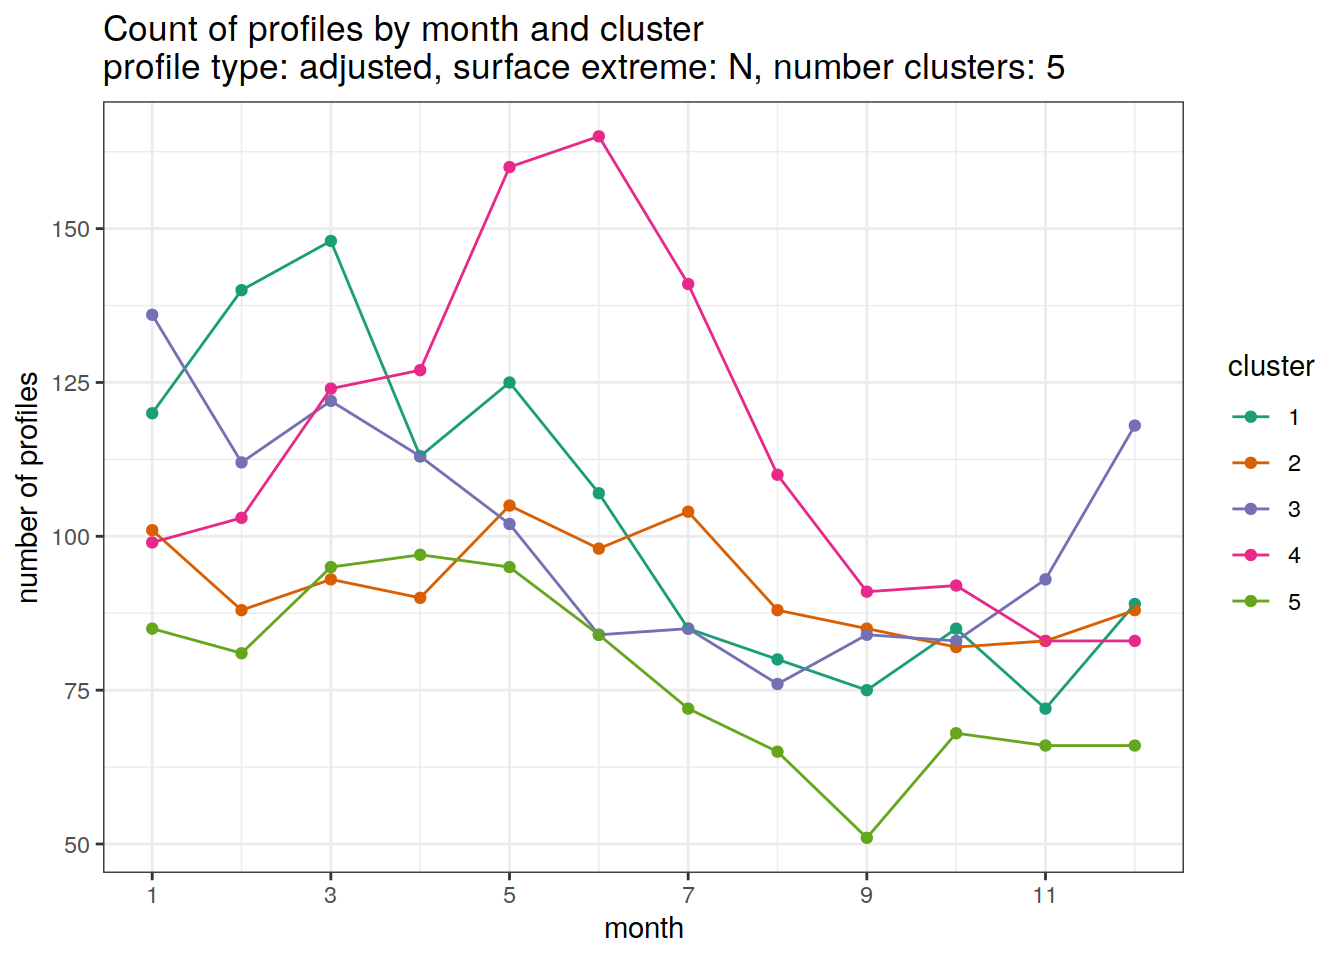 Count of profiles by month and cluster
profile type: adjusted, surface extreme: N, number clusters: 5
150
125
100
75
50
number of profiles
1 3 5 7 9 11
month
cluster
1
2
3
4
5